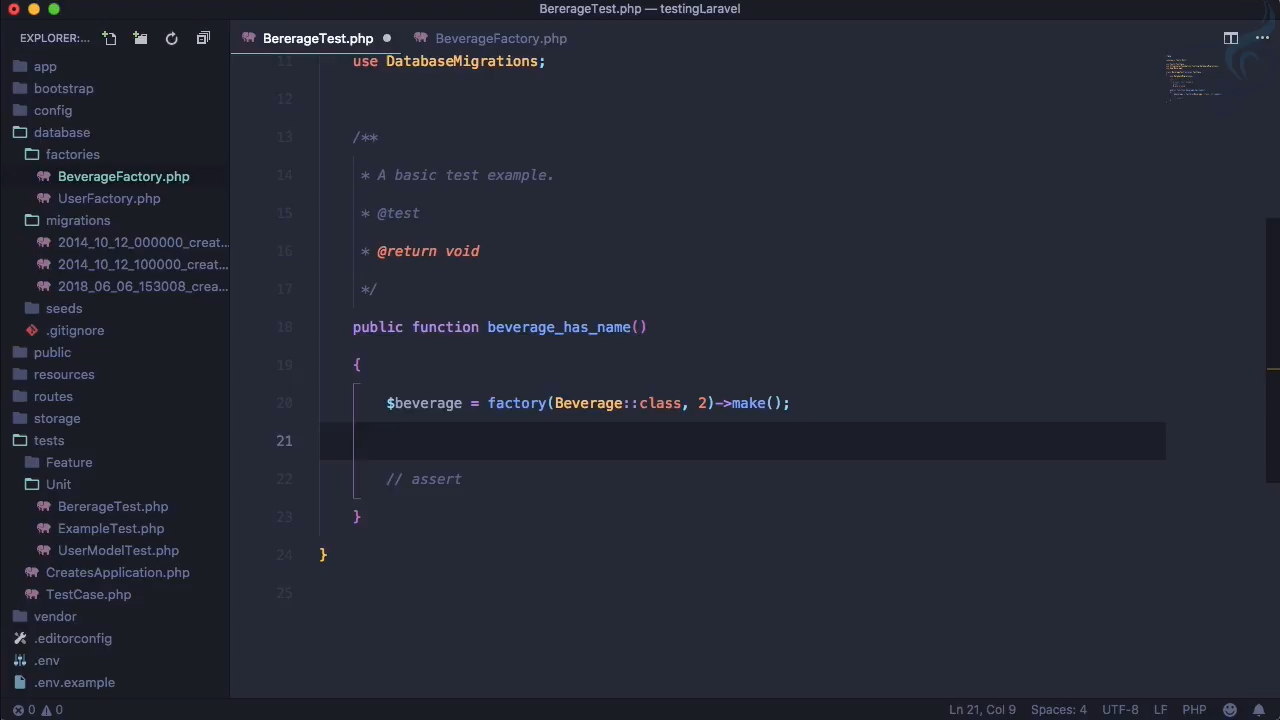 BererageTest.php — testingLaravel
EXPLORER:...
BererageTest.php
BeverageFactory.php
app
bootstrap
config
database
factories
BeverageFactory.php
UserFactory.php
migrations
2014_10_12_000000_creat...
2014_10_12_100000_creat...
2018_06_06_153008_crea...
seeds
.gitignore
public
resources
routes
storage
tests
Feature
Unit
BererageTest.php
ExampleTest.php
UserModelTest.php
CreatesApplication.php
TestCase.php
vendor
.editorconfig
.env
.env.example
11 use DatabaseMigrations;
12
13 /**
14 * A basic test example.
15 * @test
16 * @return void
17 */
18 public function beverage_has_name()
19 {
20 $beverage = factory(Beverage::class, 2)->make();
21
22 // assert
23 }
24 }
25
0 0 Ln 21, Col 9 Spaces: 4 UTF-8 LF PHP